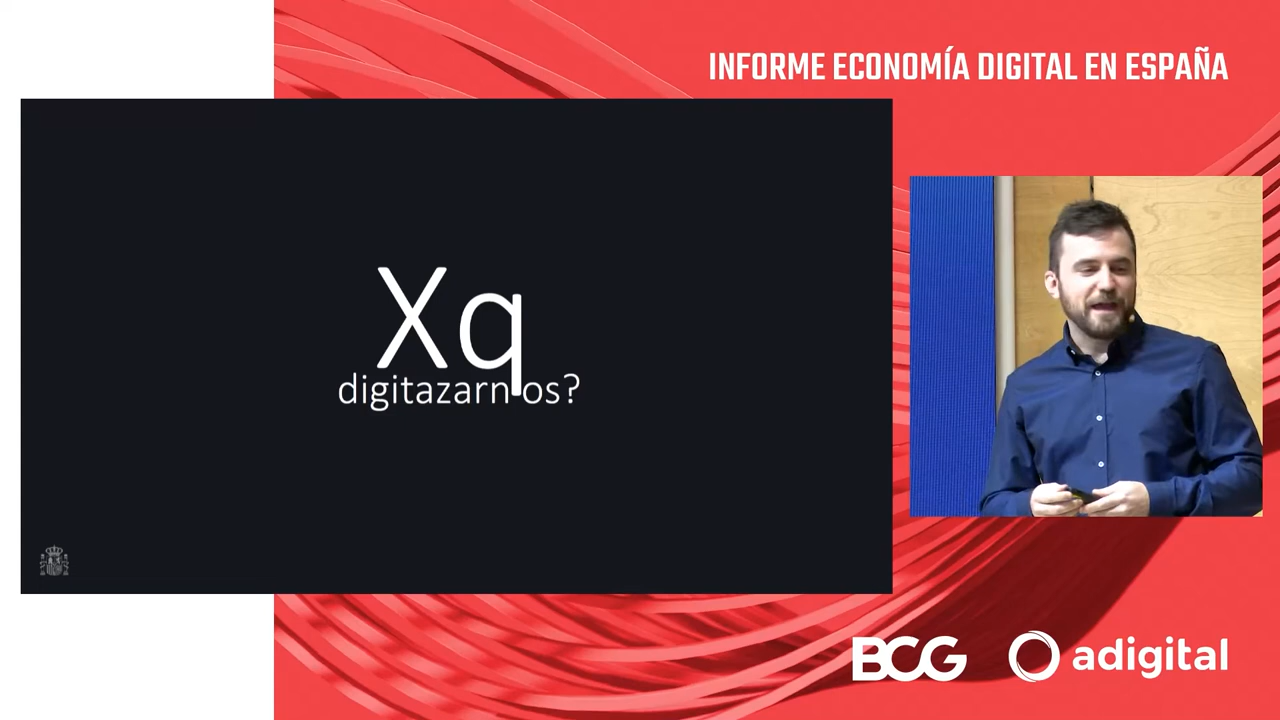 INFORME ECONOMÍA DIGITAL EN ESPAÑA
Xq
digitazarnos?
BCG
adigital